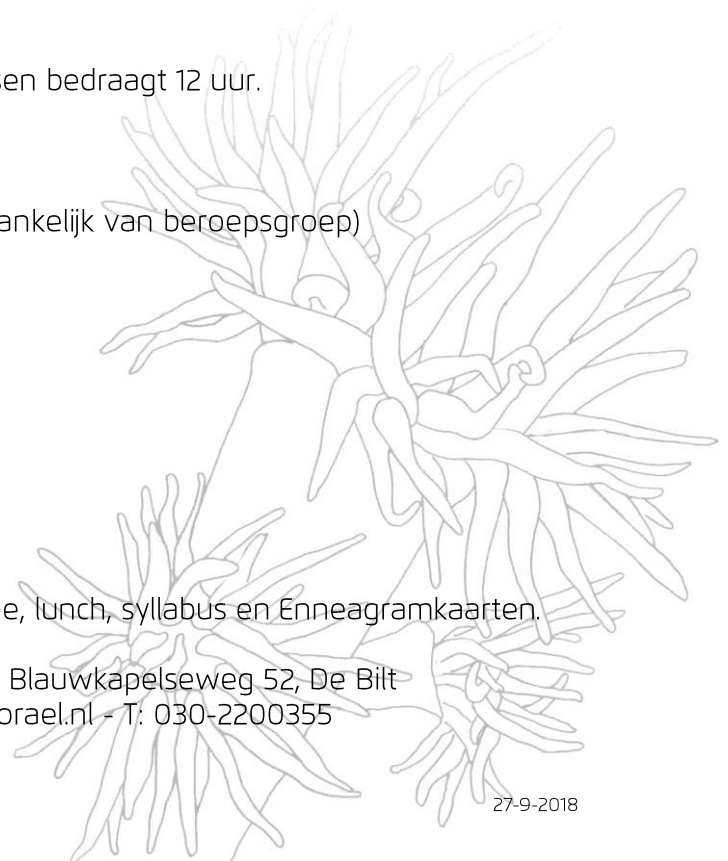 sen bedraagt 12 uur.
ankelijk van beroepsgroep)
e, lunch, syllabus en Enneagramkaarten.
Blauwkapelseweg 52, De Bilt
orael.nl - T: 030-2200355
27-9-2018